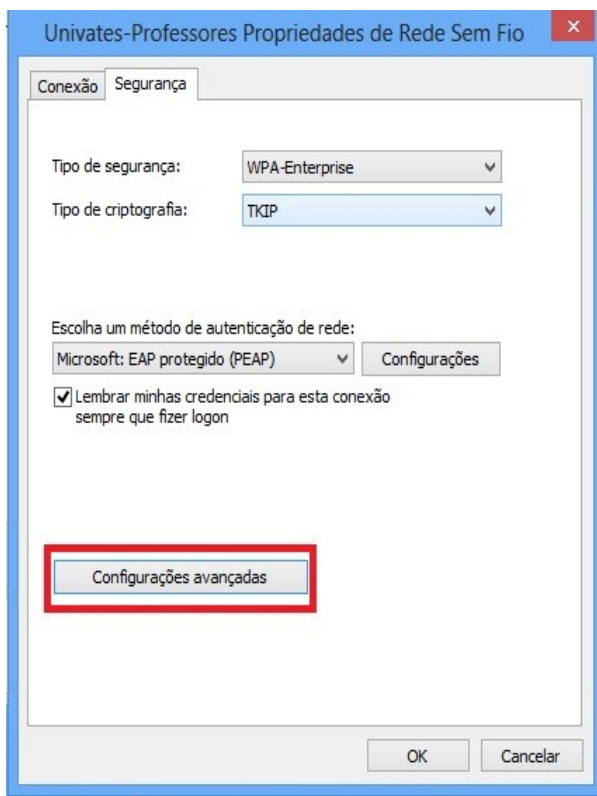 Univates-Professores Propriedades de Rede Sem Fio
Conexão Segurança
Tipo de segurança: WPA-Enterprise
Tipo de criptografia: TKIP
Escolha um método de autenticação de rede:
Microsoft: EAP protegido (PEAP) Configurações
Lembrar minhas credenciais para esta conexão
sempre que fizer logon
Configurações avançadas
OK Cancelar